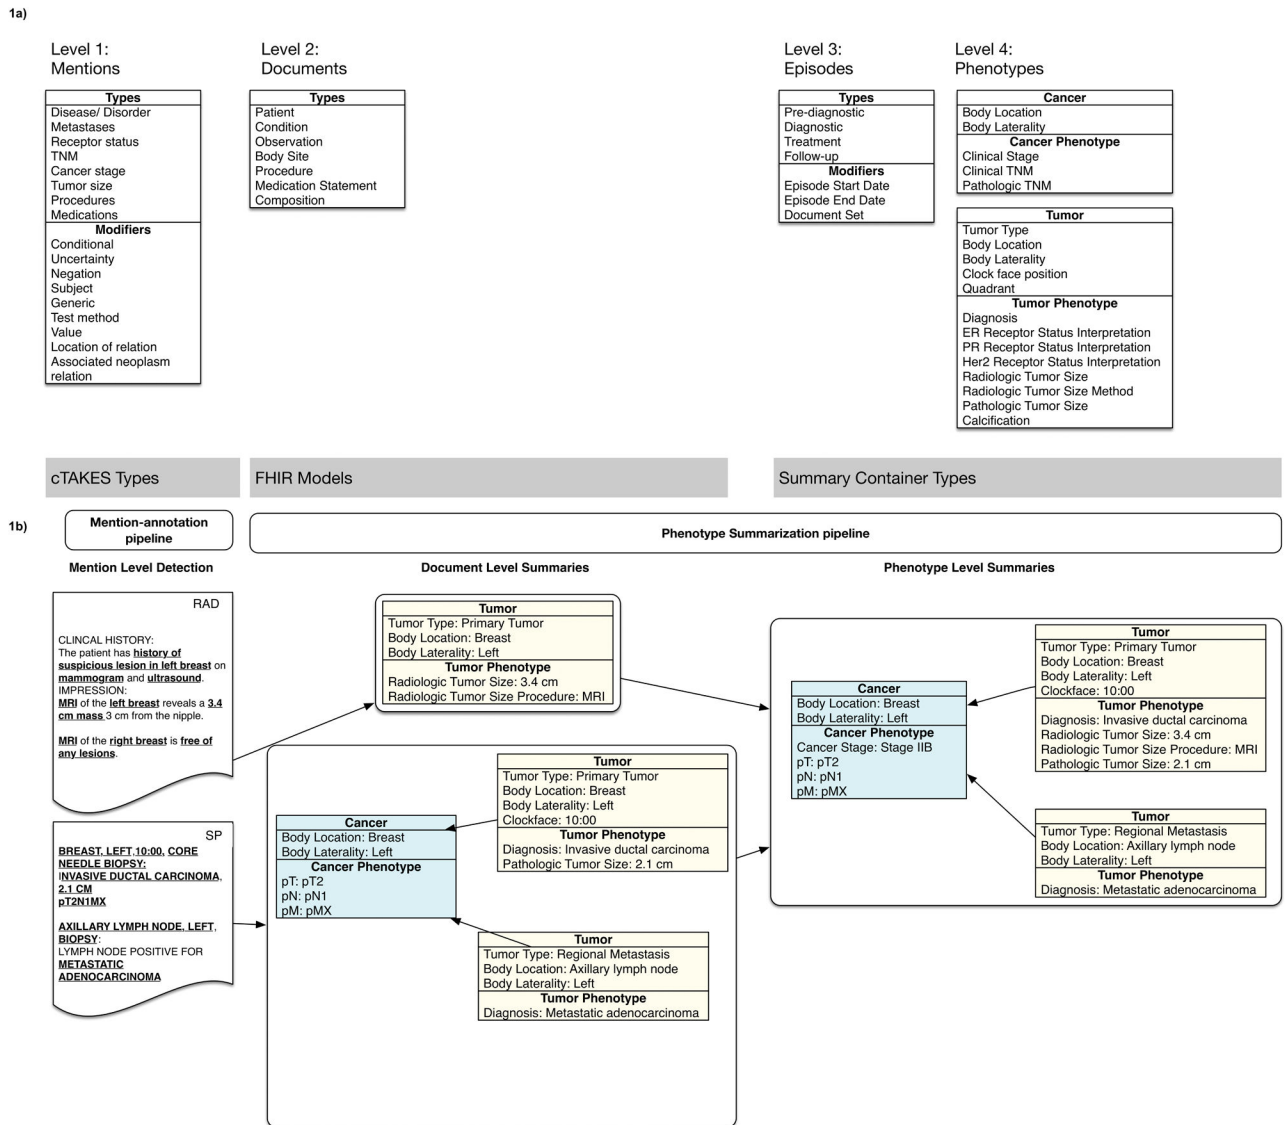 1a)
Level 1:
Mentions
Types
Disease/ Disorder
Metastases
Receptor status
TNM
Cancer stage
Tumor size
Procedures
Medications
Modifiers
Conditional
Uncertainty
Negation
Subject
Generic
Test method
Value
Location of relation
Associated neoplasm
relation
Level 2:
Documents
Types
Patient
Condition
Observation
Body Site
Procedure
Medication Statement
Composition
Level 3:
Episodes
Types
Pre-diagnostic
Diagnostic
Treatment
Follow-up
Modifiers
Episode Start Date
Episode End Date
Document Set
Level 4:
Phenotypes
Cancer
Body Location
Body Laterality
Cancer Phenotype
Clinical Stage
Clinical TNM
Pathologic TNM
Tumor
Tumor Type
Body Location
Body Laterality
Clock face position
Quadrant
Tumor Phenotype
Diagnosis
ER Receptor Status Interpretation
PR Receptor Status Interpretation
Her2 Receptor Status Interpretation
Radiologic Tumor Size
Radiologic Tumor Size Method
Pathologic Tumor Size
Calcification
cTAKES Types
FHIR Models
Summary Container Types
1b)
Mention-annotation
pipeline
Phenotype Summarization pipeline
Mention Level Detection
Document Level Summaries
Phenotype Level Summaries
RAD
CLINCAL HISTORY:
The patient has history of
suspicious lesion in left breast on
mammogram and ultrasound.
IMPRESSION:
MRI of the left breast reveals a 3.4
cm mass 3 cm from the nipple.
MRI of the right breast is free of
any lesions.
SP
BREAST, LEFT,10:00, CORE
NEEDLE BIOPSY:
INVASIVE DUCTAL CARCINOMA,
2.1 CM
pT2N1MX
AXILLARY LYMPH NODE, LEFT,
BIOPSY:
LYMPH NODE POSITIVE FOR
METASTATIC
ADENOCARCINOMA
Tumor
Tumor Type: Primary Tumor
Body Location: Breast
Body Laterality: Left
Tumor Phenotype
Radiologic Tumor Size: 3.4 cm
Radiologic Tumor Size Procedure: MRI
Tumor
Tumor Type: Primary Tumor
Body Location: Breast
Body Laterality: Left
Clockface: 10:00
Tumor Phenotype
Diagnosis: Invasive ductal carcinoma
Pathologic Tumor Size: 2.1 cm
Cancer
Body Location: Breast
Body Laterality: Left
Cancer Phenotype
pT: pT2
pN: pN1
pM: pMX
Tumor
Tumor Type: Regional Metastasis
Body Location: Axillary lymph node
Body Laterality: Left
Tumor Phenotype
Diagnosis: Metastatic adenocarcinoma
Cancer
Body Location: Breast
Body Laterality: Left
Cancer Phenotype
Cancer Stage: Stage IIB
pT: pT2
pN: pN1
pM: pMX
Tumor
Tumor Type: Primary Tumor
Body Location: Breast
Body Laterality: Left
Clockface: 10:00
Tumor Phenotype
Diagnosis: Invasive ductal carcinoma
Radiologic Tumor Size: 3.4 cm
Radiologic Tumor Size Procedure: MRI
Pathologic Tumor Size: 2.1 cm
Tumor
Tumor Type: Regional Metastasis
Body Location: Axillary lymph node
Body Laterality: Left
Tumor Phenotype
Diagnosis: Metastatic adenocarcinoma